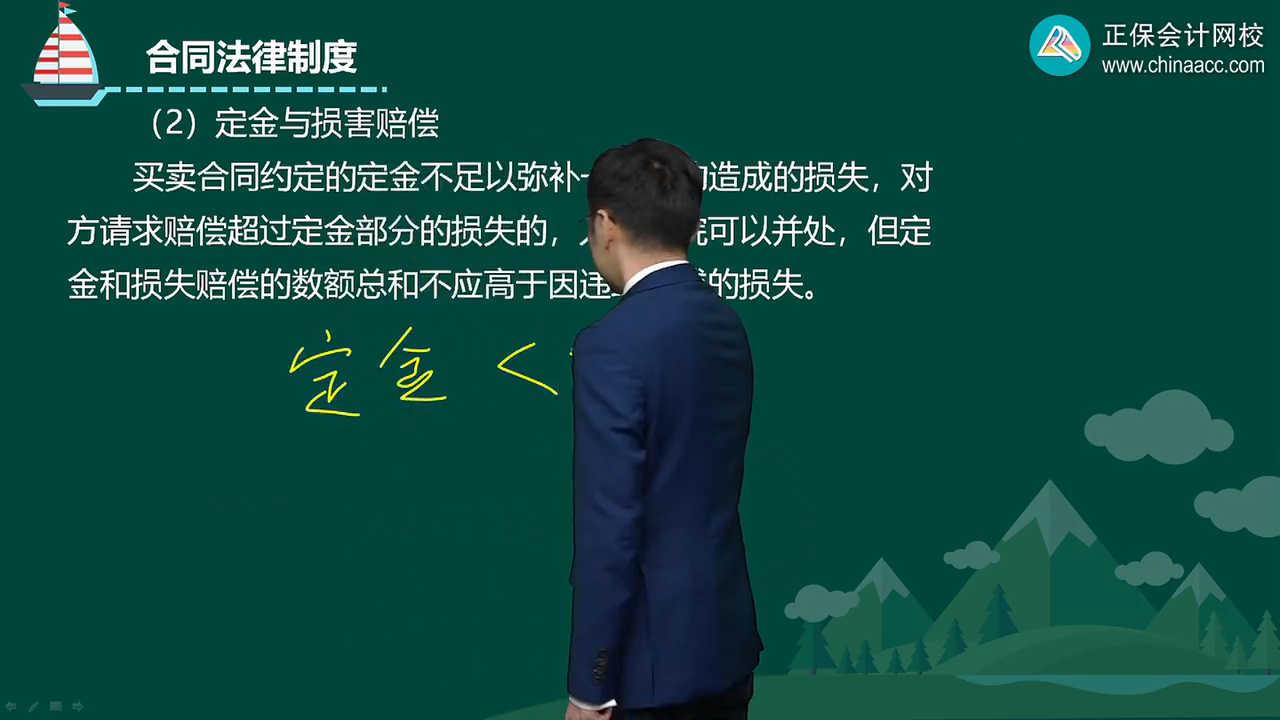 合同法律制度
正保会计网校
www.chinaacc.com
（2）定金与损害赔偿
买卖合同约定的定金不足以弥补一 造成的损失，对
方请求赔偿超过定金部分的损失的， 可以并处，但定
金和损失赔偿的数额总和不应高于因违 的损失。
定金 <